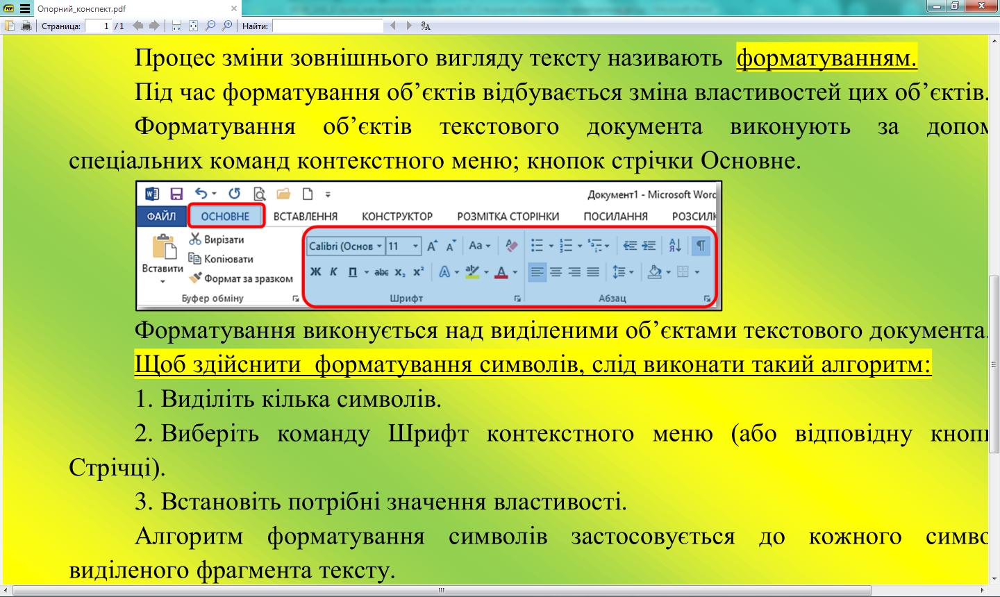 Опорний_конспект.pdf
Страница: 1 / 1 Найти:
Процес зміни зовнішнього вигляду тексту називають форматуванням.
Під час форматування об’єктів відбувається зміна властивостей цих об’єктів.
Форматування об’єктів текстового документа виконують за допом
спеціальних команд контекстного меню; кнопок стрічки Основне.
Документ1 - Microsoft Word
ФАЙЛ ОСНОВНЕ ВСТАВЛЕННЯ КОНСТРУКТОР РОЗМІТКА СТОРІНКИ ПОСИЛАННЯ РОЗСИЛК
Вставити
Вирізати
Копіювати
Формат за зразком
Буфер обміну
Calibri (Основ 11 Aa
Ж К П abc x₂ x²
Шрифт
Абзац
Форматування виконується над виділеними об’єктами текстового документа.
Щоб здійснити форматування символів, слід виконати такий алгоритм:
1. Виділіть кілька символів.
2. Виберіть команду Шрифт контекстного меню (або відповідну кноп
Стрічці).
3. Встановіть потрібні значення властивості.
Алгоритм форматування символів застосовується до кожного симво
виділеного фрагмента тексту.